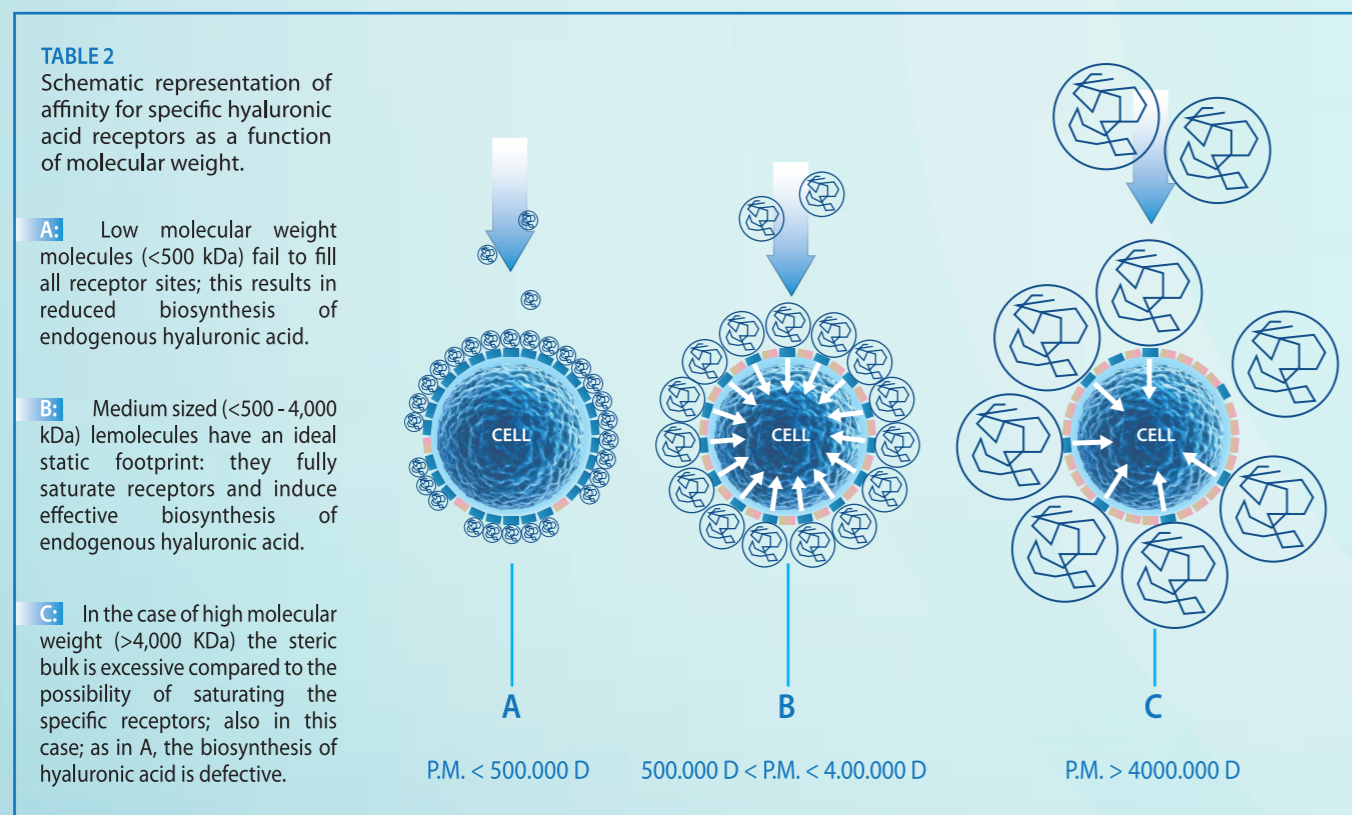 TABLE 2
Schematic representation of
affinity for specific hyaluronic
acid receptors as a function
of molecular weight.
A: Low molecular weight
molecules (<500 kDa) fail to fill
all receptor sites; this results in
reduced biosynthesis of
endogenous hyaluronic acid.
B: Medium sized (<500 - 4,000
kDa) lemolecules have an ideal
static footprint: they fully
saturate receptors and induce
effective biosynthesis of
endogenous hyaluronic acid.
C: In the case of high molecular
weight (>4,000 KDa) the steric
bulk is excessive compared to the
possibility of saturating the
specific receptors; also in this
case; as in A, the biosynthesis of
hyaluronic acid is defective.
CELL
CELL
CELL
A
B
C
P.M. < 500.000 D
500.000 D < P.M. < 4.00.000 D
P.M. > 4000.000 D